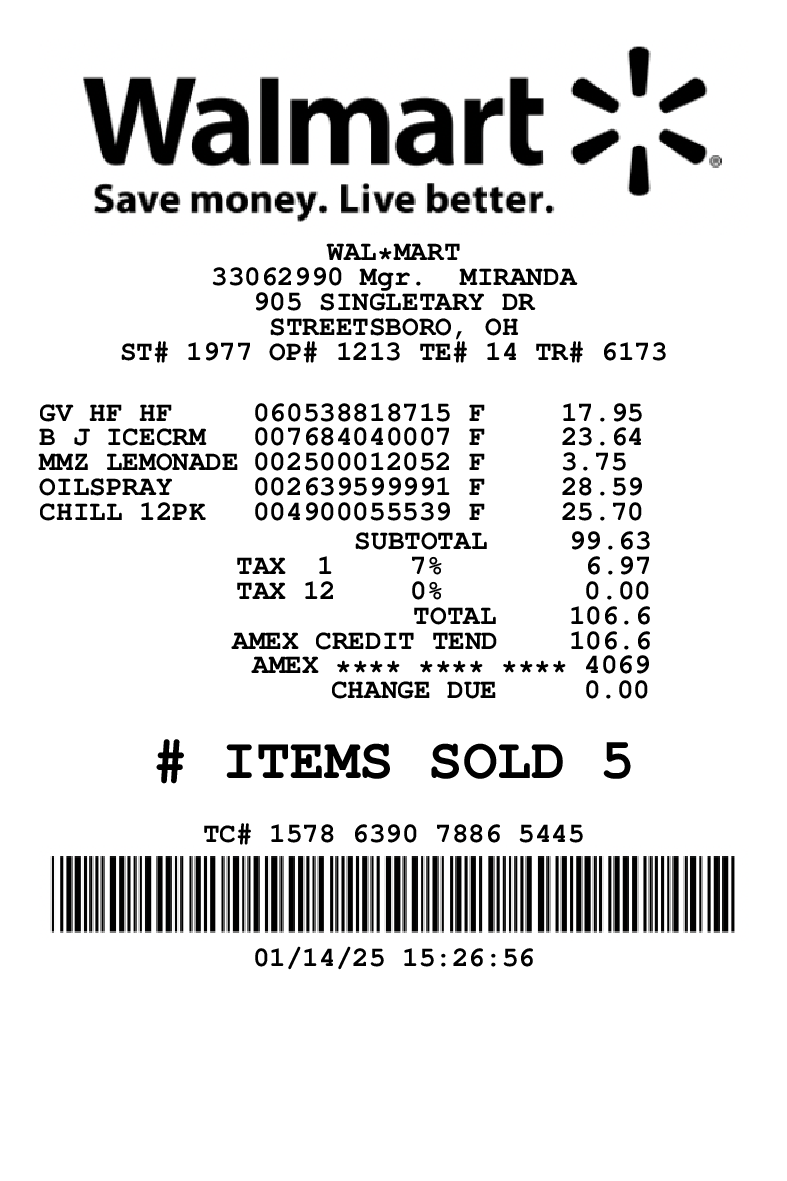 Walmart
Save money. Live better.
WAL*MART
33062990 Mgr. MIRANDA
905 SINGLETARY DR
STREETSBORO, OH
ST# 1977 OP# 1213 TE# 14 TR# 6173
GV HF HF 060538818715 F 17.95
B J ICECRM 007684040007 F 23.64
MMZ LEMONADE 002500012052 F 3.75
OILSPRAY 002639599991 F 28.59
CHILL 12PK 004900055539 F 25.70
SUBTOTAL 99.63
TAX 1 7% 6.97
TAX 12 0% 0.00
TOTAL 106.6
AMEX CREDIT TEND 106.6
AMEX **** **** **** 4069
CHANGE DUE 0.00
# ITEMS SOLD 5
TC# 1578 6390 7886 5445
01/14/25 15:26:56